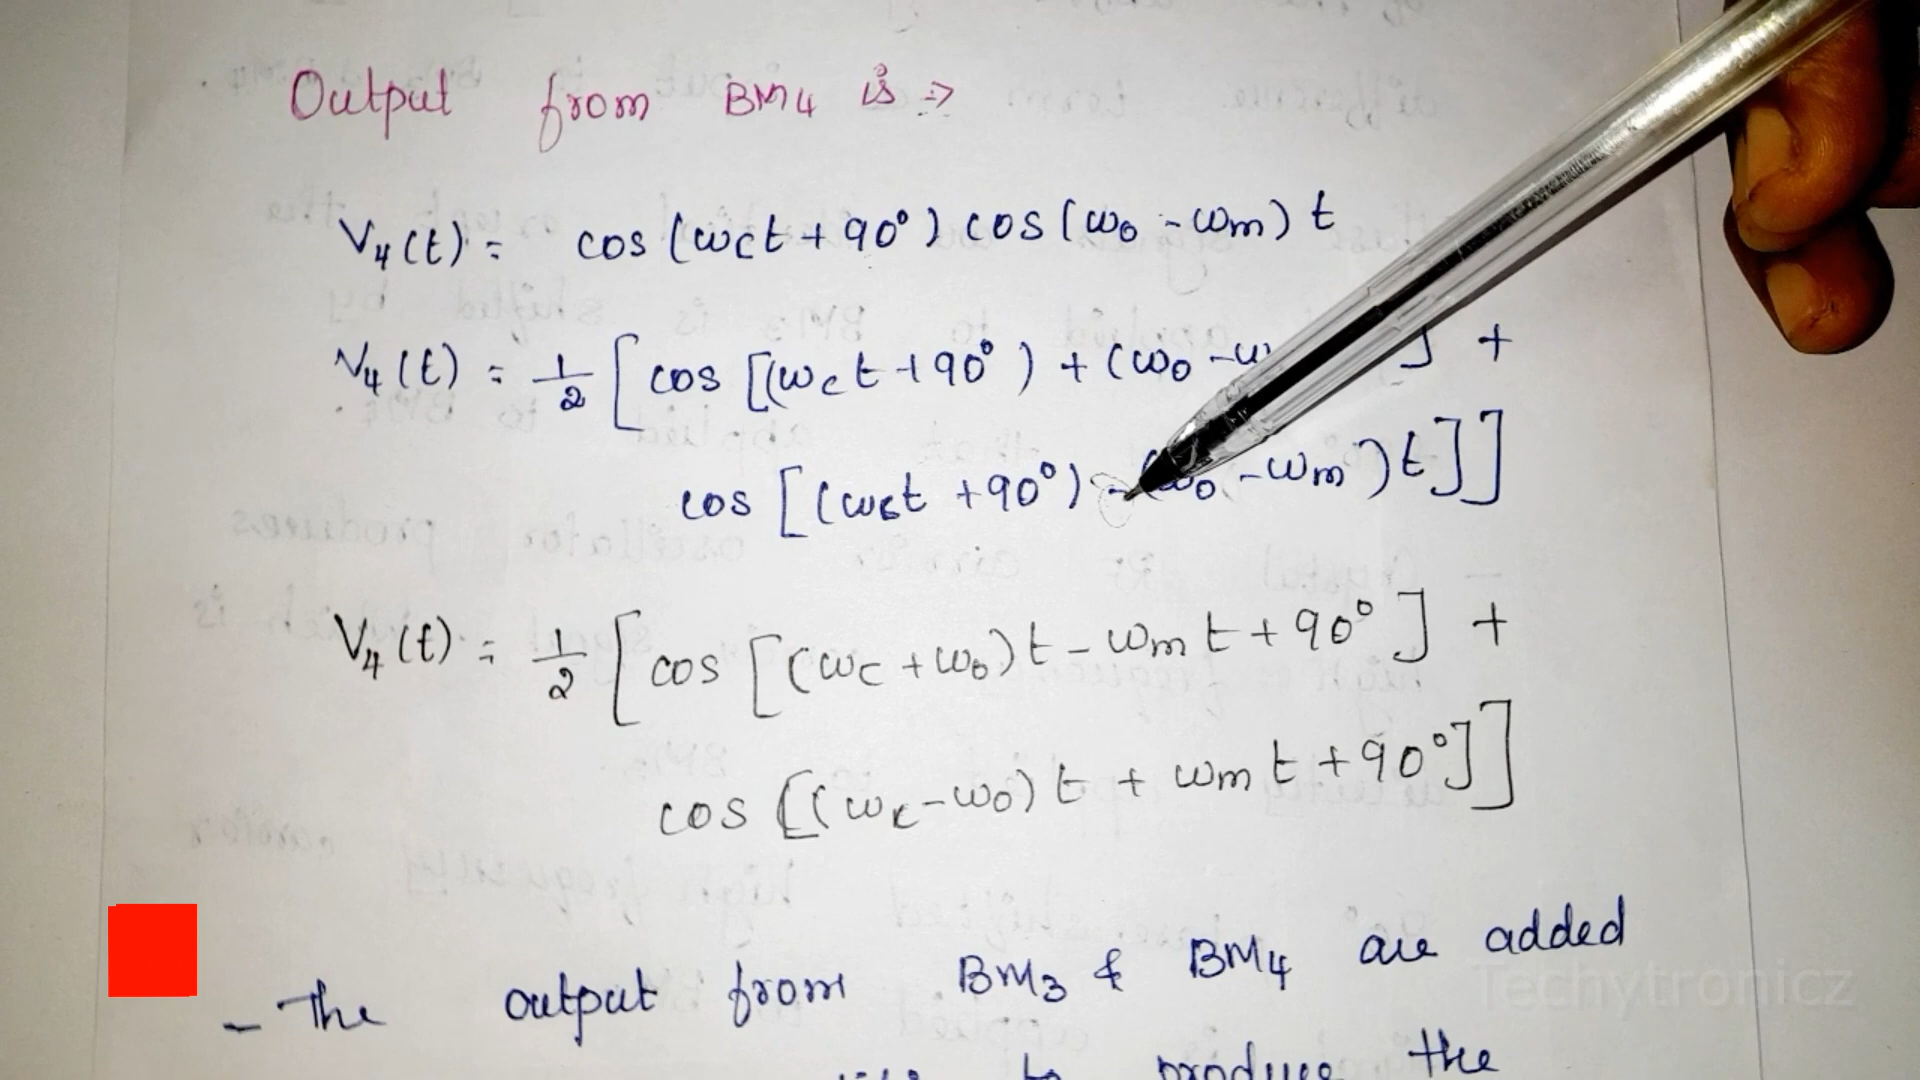 Output from BM4 is :->
V₄(t) = cos (ωct + 90°) cos (ω₀ - ωm) t
V₄(t) = 1/2 [cos [(ωct + 90°) + (ω₀ - ] +
cos [(ωct + 90°) - (ω₀ - ωm) t]]
V₄(t) = 1/2 [cos [(ωc + ω₀) t - ωm t + 90°] +
cos [(ωc - ω₀) t + ωm t + 90°]]
- The output from BM3 & BM4 are added
to produce the
Techytronicz